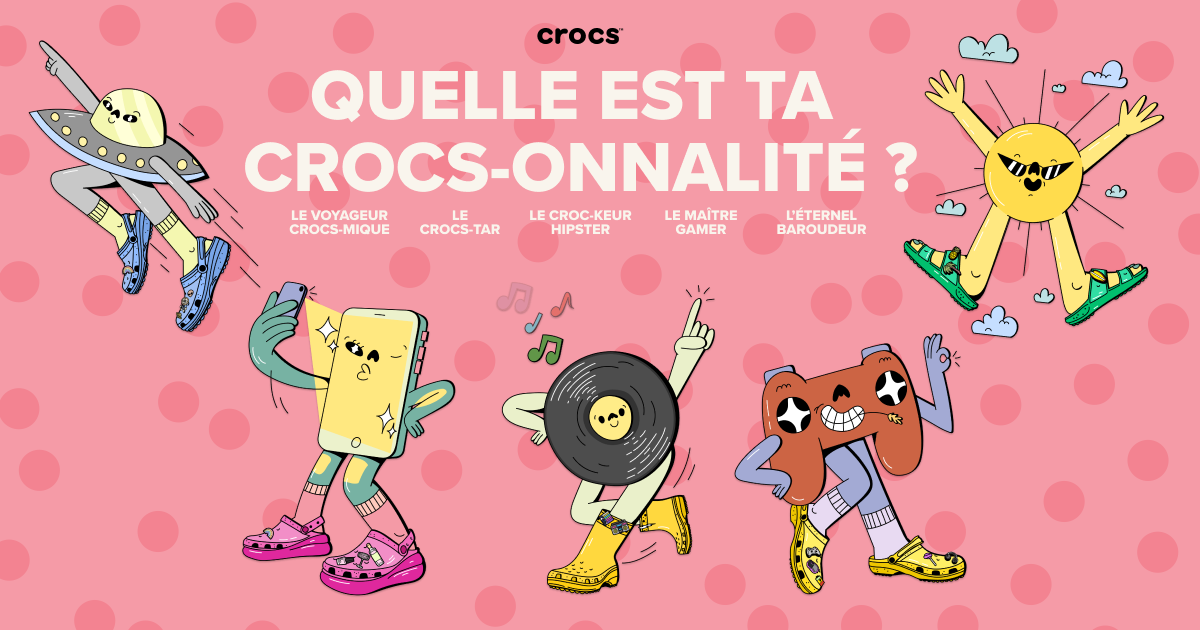 crocs™
QUELLE EST TA
CROCS-ONNALITÉ ?
LE VOYAGEUR
CROCS-MIQUE
LE
CROCS-TAR
LE CROC-KEUR
HIPSTER
LE MAÎTRE
GAMER
L'ÉTERNEL
BAROUDEUR